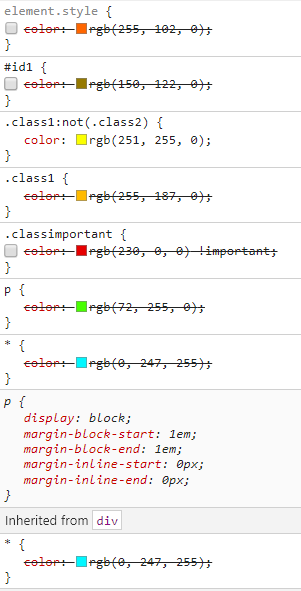 element.style {
color: rgb(255, 102, 0);
}
#id1 {
color: rgb(150, 122, 0);
}
.class1:not(.class2) {
color: rgb(251, 255, 0);
}
.class1 {
color: rgb(255, 187, 0);
}
.classimportant {
color: rgb(230, 0, 0) !important;
}
p {
color: rgb(72, 255, 0);
}
* {
color: rgb(0, 247, 255);
}
p {
display: block;
margin-block-start: 1em;
margin-block-end: 1em;
margin-inline-start: 0px;
margin-inline-end: 0px;
}
Inherited from div
* {
color: rgb(0, 247, 255);
}